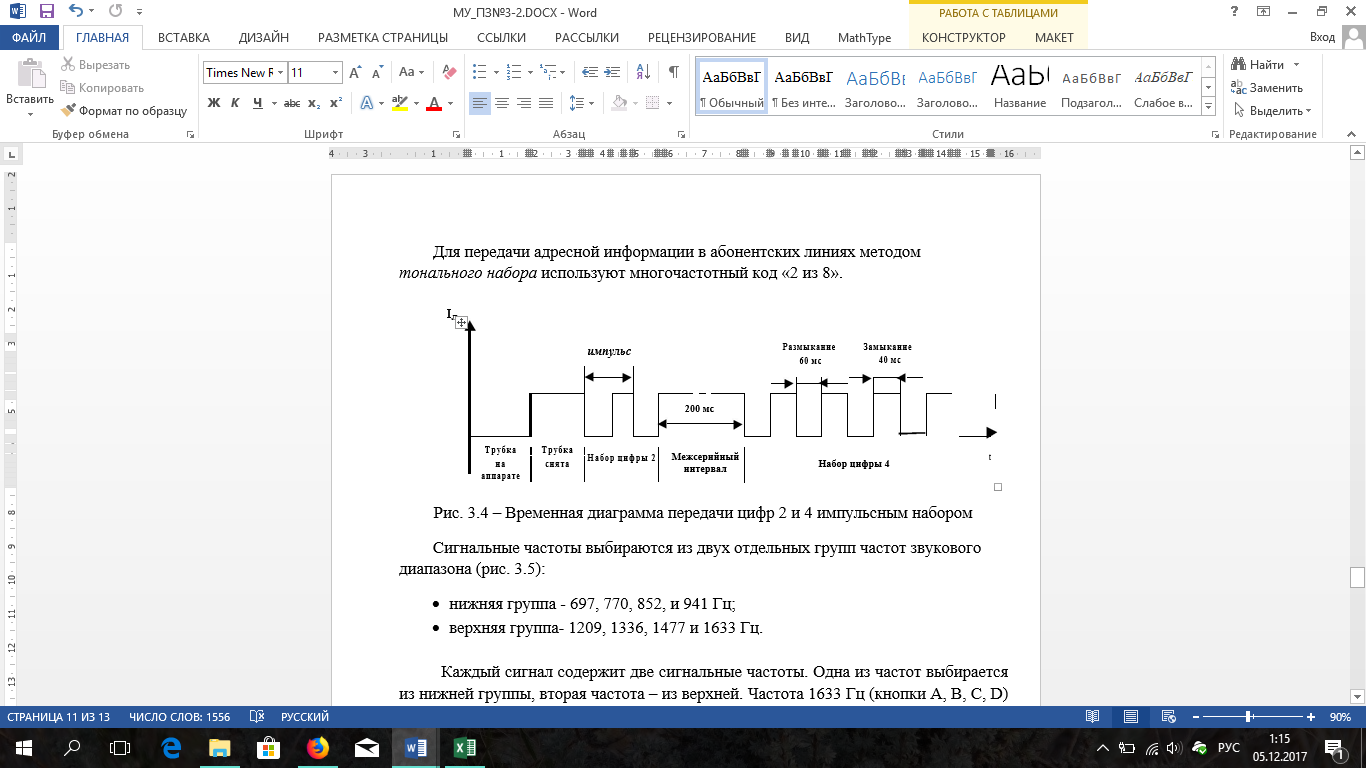 МУ_ПЗ№3-2.DOCX - Word
РАБОТА С ТАБЛИЦАМИ
?
ФАЙЛ ГЛАВНАЯ ВСТАВКА ДИЗАЙН РАЗМЕТКА СТРАНИЦЫ ССЫЛКИ РАССЫЛКИ РЕЦЕНЗИРОВАНИЕ ВИД MathType КОНСТРУКТОР МАКЕТ Вход
Вставить
Вырезать
Копировать
Формат по образцу
Буфер обмена
Times New R 11
Ж К Ч abc x₂ x²
Шрифт
Абзац
АаБбВвГ АаБбВвГ АаБбВв АаБбВвГ АаБ АаБбВвГ АаБбВвГ
¶ Обычный ¶ Без инте... Заголово... Заголово... Название Подзагол... Слабое в...
Стили
Найти
Заменить
Выделить
Редактирование
Для передачи адресной информации в абонентских линиях методом
тонального набора используют многочастотный код «2 из 8».
импульс
Размыкание
60 мс
Замыкание
40 мс
200 мс
Трубка
на
аппарате
Трубка
снята
Набор цифры 2
Межсерийный
интервал
Набор цифры 4
t
Рис. 3.4 – Временная диаграмма передачи цифр 2 и 4 импульсным набором
Сигнальные частоты выбираются из двух отдельных групп частот звукового
диапазона (рис. 3.5):
• нижняя группа - 697, 770, 852, и 941 Гц;
• верхняя группа- 1209, 1336, 1477 и 1633 Гц.
Каждый сигнал содержит две сигнальные частоты. Одна из частот выбирается
из нижней группы, вторая частота – из верхней. Частота 1633 Гц (кнопки A, B, C, D)
СТРАНИЦА 11 ИЗ 13 ЧИСЛО СЛОВ: 1556 РУССКИЙ 90%
РУС
1:15
05.12.2017